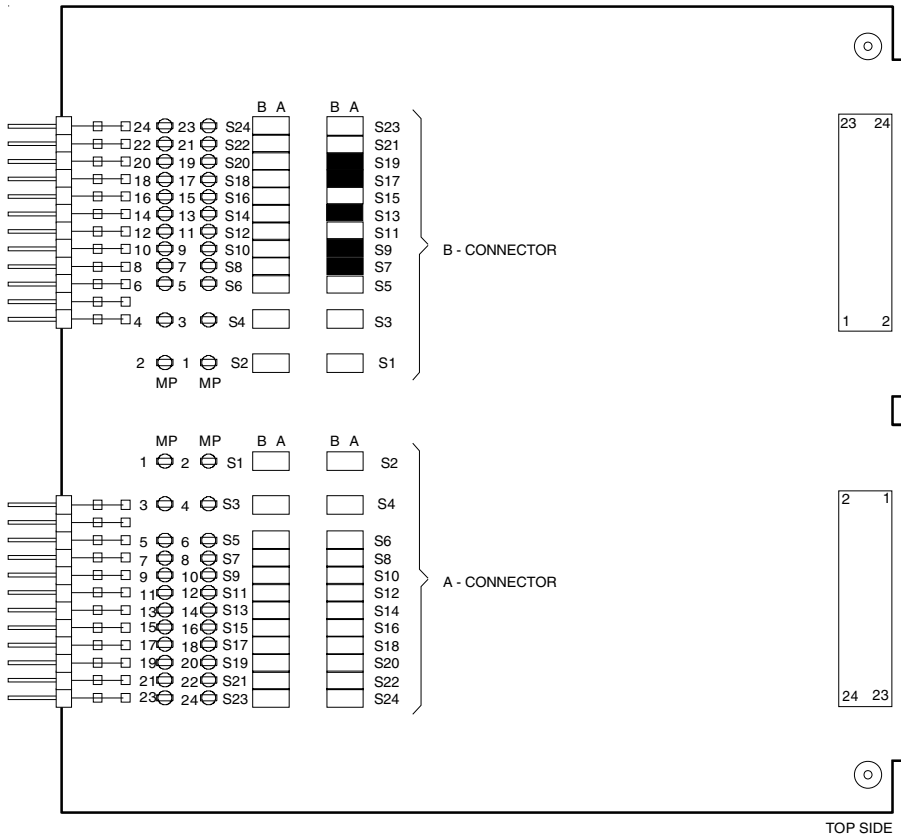 B A B A
24 23 S24 S23 23 24
22 21 S22 S21
20 19 S20 S19
18 17 S18 S17
16 15 S16 S15
14 13 S14 S13
12 11 S12 S11
10 9 S10 S9 B - CONNECTOR
8 7 S8 S7
6 5 S6 S5
4 3 S4 S3 1 2
2 1 S2 S1
MP MP
MP MP B A B A
1 2 S1 S2
3 4 S3 S4 2 1
5 6 S5 S6
7 8 S7 S8
9 10 S9 S10 A - CONNECTOR
11 12 S11 S12
13 14 S13 S14
15 16 S15 S16
17 18 S17 S18
19 20 S19 S20
21 22 S21 S22
23 24 S23 S24 24 23
TOP SIDE